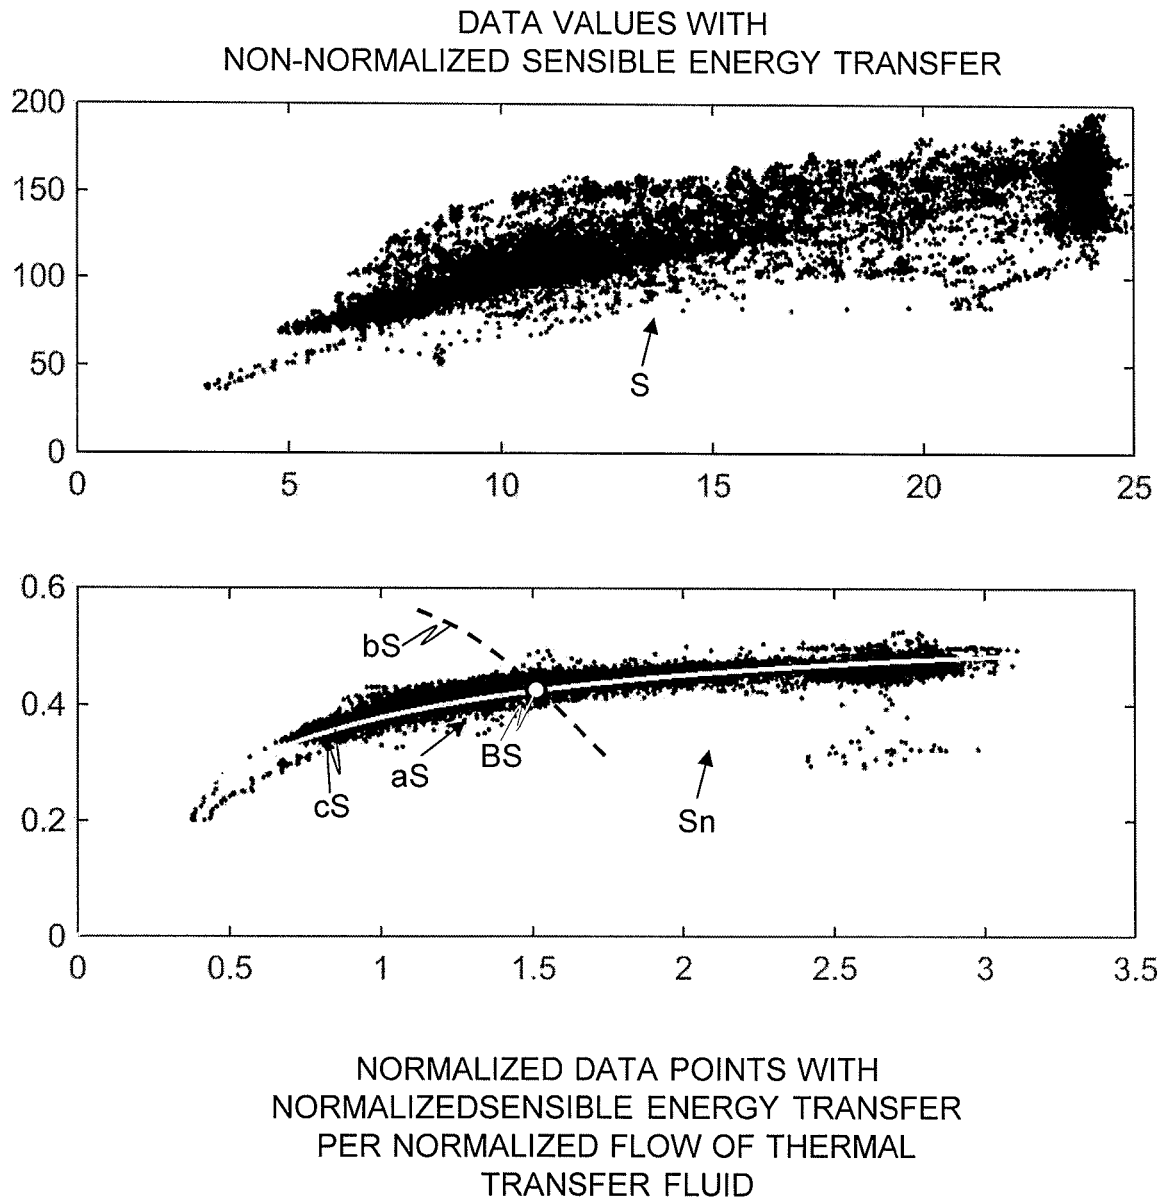 DATA VALUES WITH
NON-NORMALIZED SENSIBLE ENERGY TRANSFER
200
150
100
50
0
S
0 5 10 15 20 25
0.6
0.4
0.2
0
bS
cS
aS
BS
Sn
0 0.5 1 1.5 2 2.5 3 3.5
NORMALIZED DATA POINTS WITH
NORMALIZEDSENSIBLE ENERGY TRANSFER
PER NORMALIZED FLOW OF THERMAL
TRANSFER FLUID